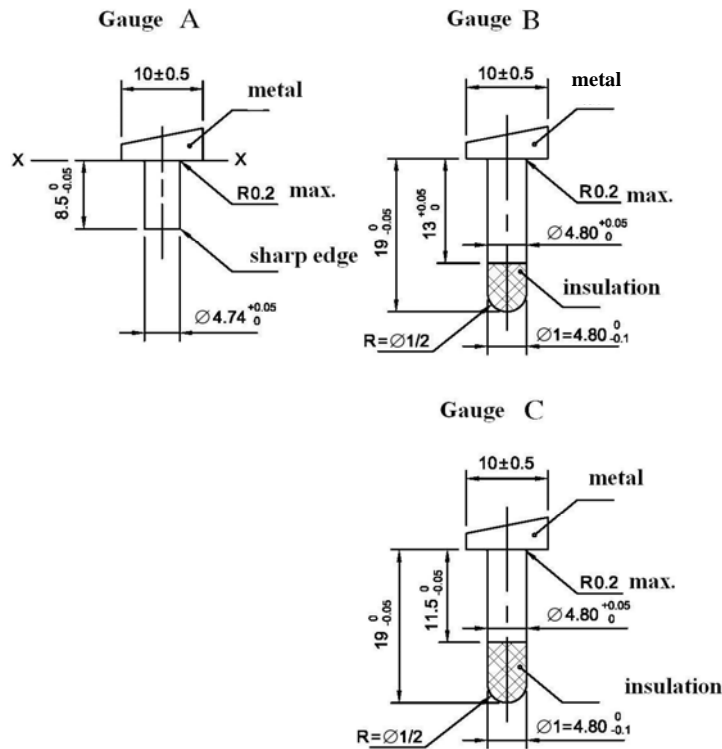 Gauge A
10±0.5
metal
X X
8.5 0 -0.05
R0.2 max.
sharp edge
Ø4.74 +0.05 0
Gauge B
10±0.5
metal
19 0 -0.05
13 +0.05 0
R0.2 max.
Ø4.80 +0.05 0
insulation
R=Ø1/2
Ø1=4.80 0 -0.1
Gauge C
10±0.5
metal
19 0 -0.05
11.5 0 -0.05
R0.2 max.
Ø4.80 +0.05 0
insulation
R=Ø1/2
Ø1=4.80 0 -0.1